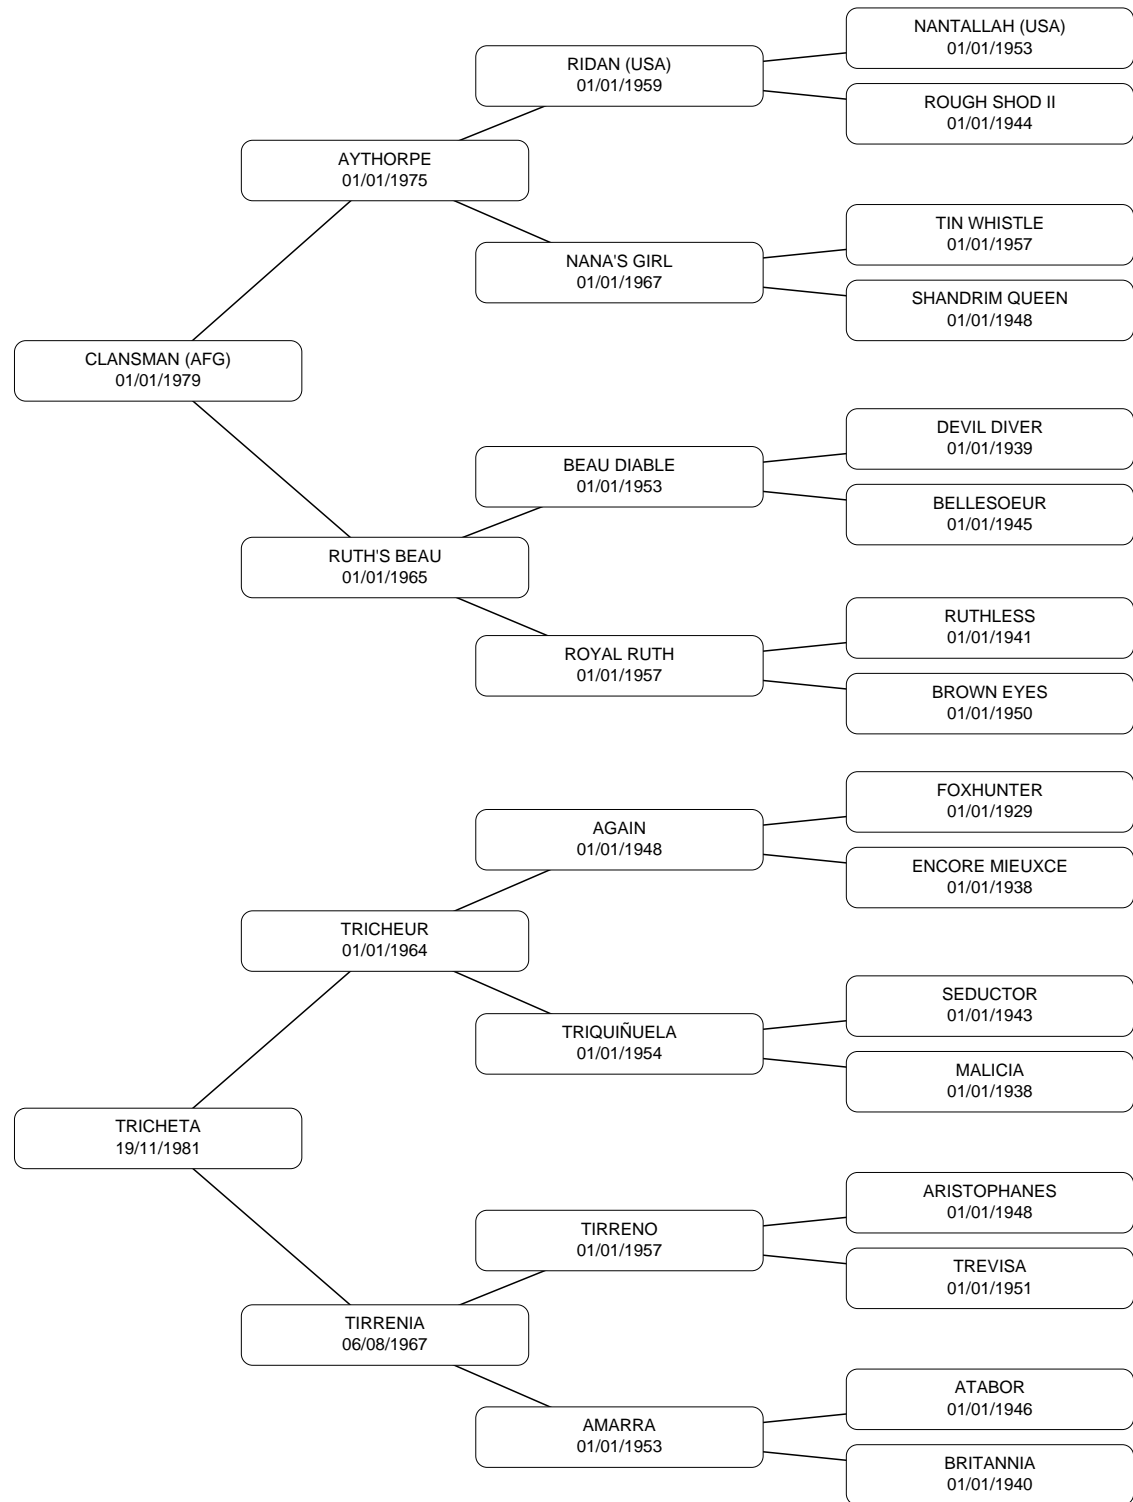 NANTALLAH (USA)
01/01/1953
RIDAN (USA)
01/01/1959
ROUGH SHOD II
01/01/1944
AYTHORPE
01/01/1975
TIN WHISTLE
01/01/1957
NANA'S GIRL
01/01/1967
SHANDRIM QUEEN
01/01/1948
CLANSMAN (AFG)
01/01/1979
DEVIL DIVER
01/01/1939
BEAU DIABLE
01/01/1953
BELLESOEUR
01/01/1945
RUTH'S BEAU
01/01/1965
RUTHLESS
01/01/1941
ROYAL RUTH
01/01/1957
BROWN EYES
01/01/1950
FOXHUNTER
01/01/1929
AGAIN
01/01/1948
ENCORE MIEUXCE
01/01/1938
TRICHEUR
01/01/1964
SEDUCTOR
01/01/1943
TRIQUIÑUELA
01/01/1954
MALICIA
01/01/1938
TRICHETA
19/11/1981
ARISTOPHANES
01/01/1948
TIRRENO
01/01/1957
TREVISA
01/01/1951
TIRRENIA
06/08/1967
ATABOR
01/01/1946
AMARRA
01/01/1953
BRITANNIA
01/01/1940